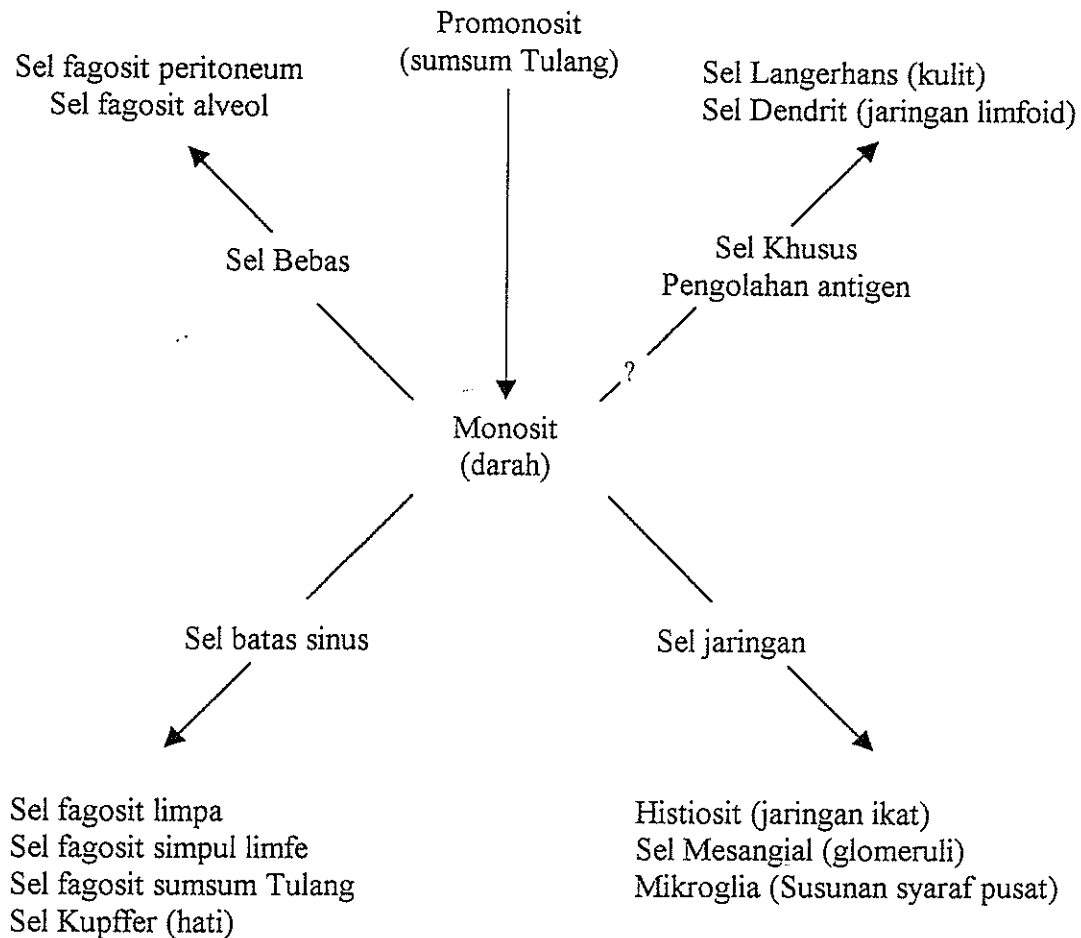 Promonosit
(sumsum Tulang)
Sel fagosit peritoneum
Sel fagosit alveol
Sel Langerhans (kulit)
Sel Dendrit (jaringan limfoid)
Sel Bebas
Sel Khusus
Pengolahan antigen
?
Monosit
(darah)
Sel batas sinus
Sel jaringan
Sel fagosit limpa
Sel fagosit simpul limfe
Sel fagosit sumsum Tulang
Sel Kupffer (hati)
Histiosit (jaringan ikat)
Sel Mesangial (glomeruli)
Mikroglia (Susunan syaraf pusat)